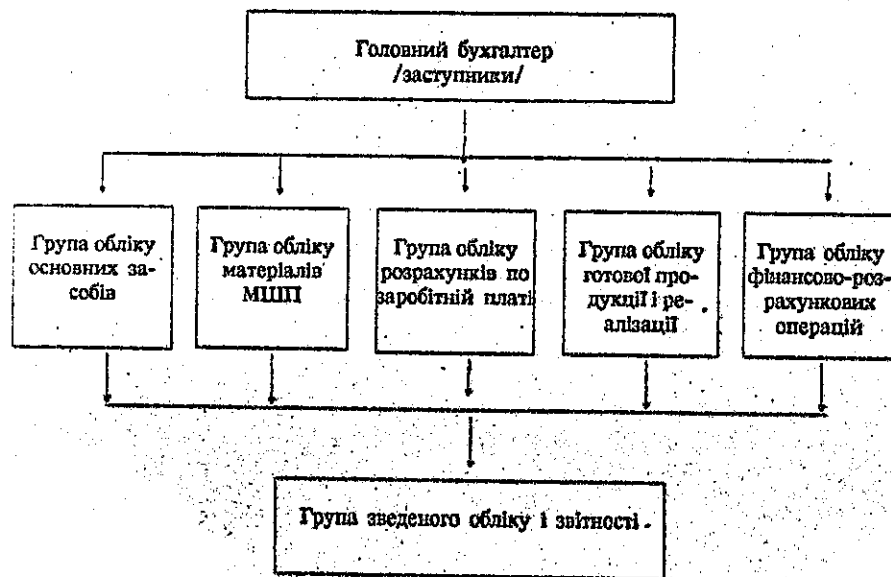 Головний бухгалтер
/заступники/
Група обліку
основних за-
собів
Група обліку
матеріалів
МШП
Група обліку
розрахунків по
заробітній платі
Група обліку
готової про-
дукції і ре-
алізації
Група обліку
фінансово-роз-
рахункових
операцій
Група зведеного обліку і звітності.